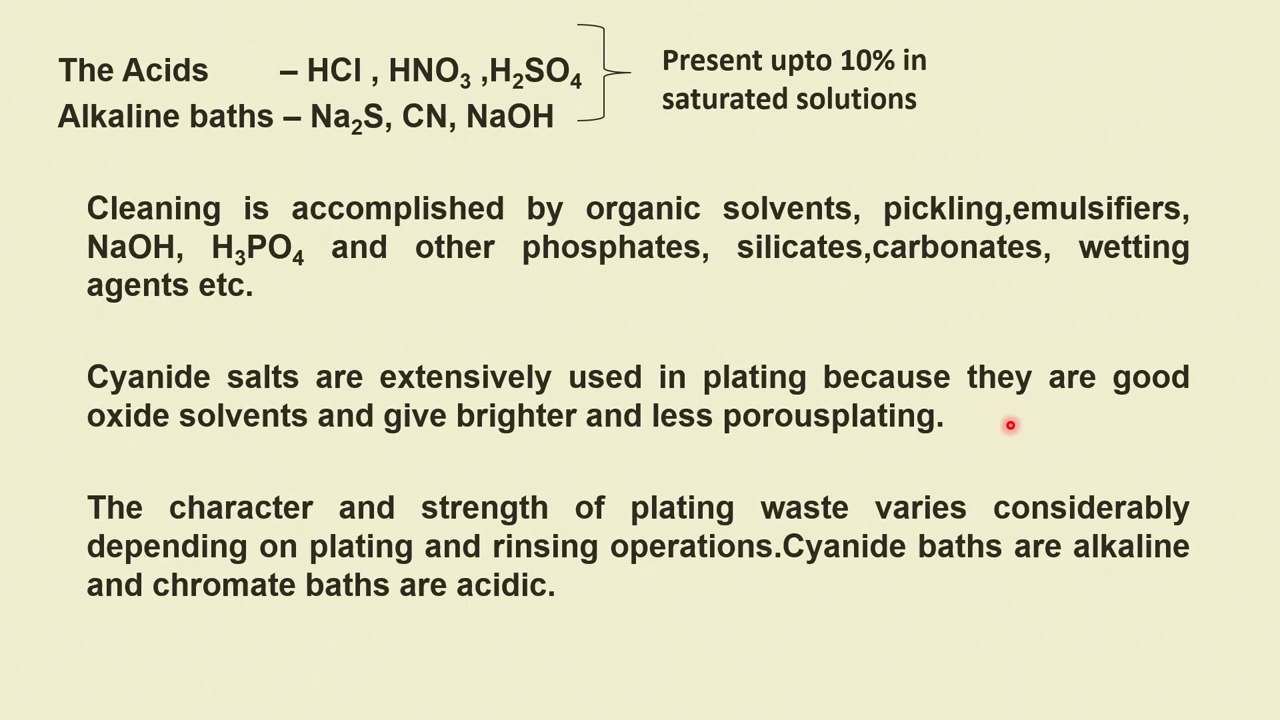 The Acids – HCl , HNO₃ ,H₂SO₄
Alkaline baths – Na₂S, CN, NaOH
Present upto 10% in
saturated solutions
Cleaning is accomplished by organic solvents, pickling,emulsifiers,
NaOH, H₃PO₄ and other phosphates, silicates,carbonates, wetting
agents etc.
Cyanide salts are extensively used in plating because they are good
oxide solvents and give brighter and less porousplating.
The character and strength of plating waste varies considerably
depending on plating and rinsing operations.Cyanide baths are alkaline
and chromate baths are acidic.